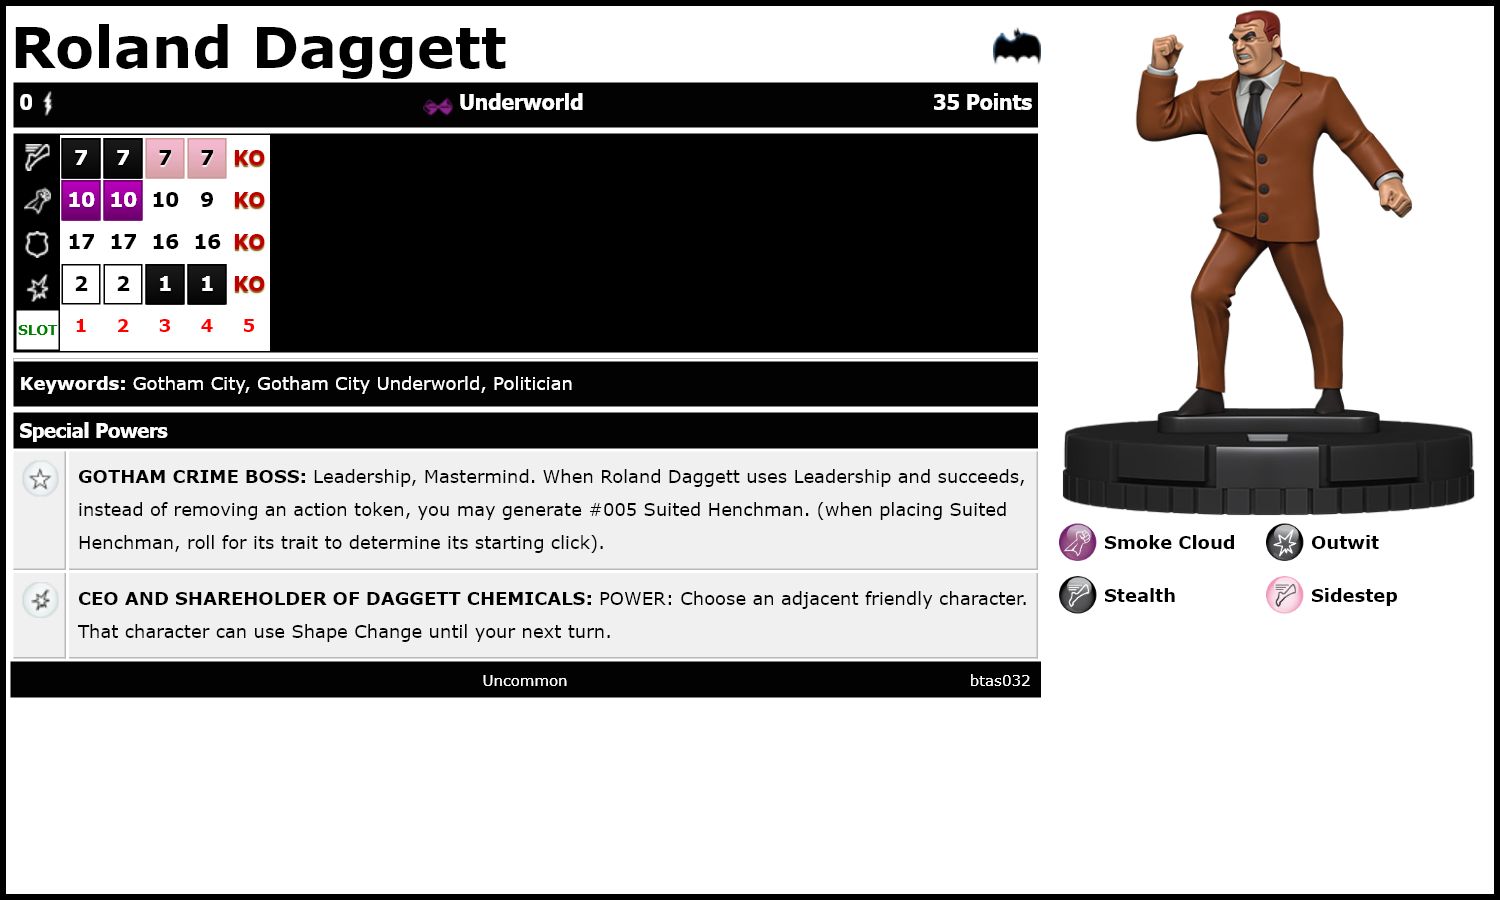 Roland Daggett
0 Underworld 35 Points
7 7 7 7 KO
10 10 10 9 KO
17 17 16 16 KO
2 2 1 1 KO
SLOT 1 2 3 4 5
Keywords: Gotham City, Gotham City Underworld, Politician
Special Powers
GOTHAM CRIME BOSS: Leadership, Mastermind. When Roland Daggett uses Leadership and succeeds,
instead of removing an action token, you may generate #005 Suited Henchman. (when placing Suited
Henchman, roll for its trait to determine its starting click).
CEO AND SHAREHOLDER OF DAGGETT CHEMICALS: POWER: Choose an adjacent friendly character.
That character can use Shape Change until your next turn.
Uncommon btas032
Smoke Cloud Outwit
Stealth Sidestep